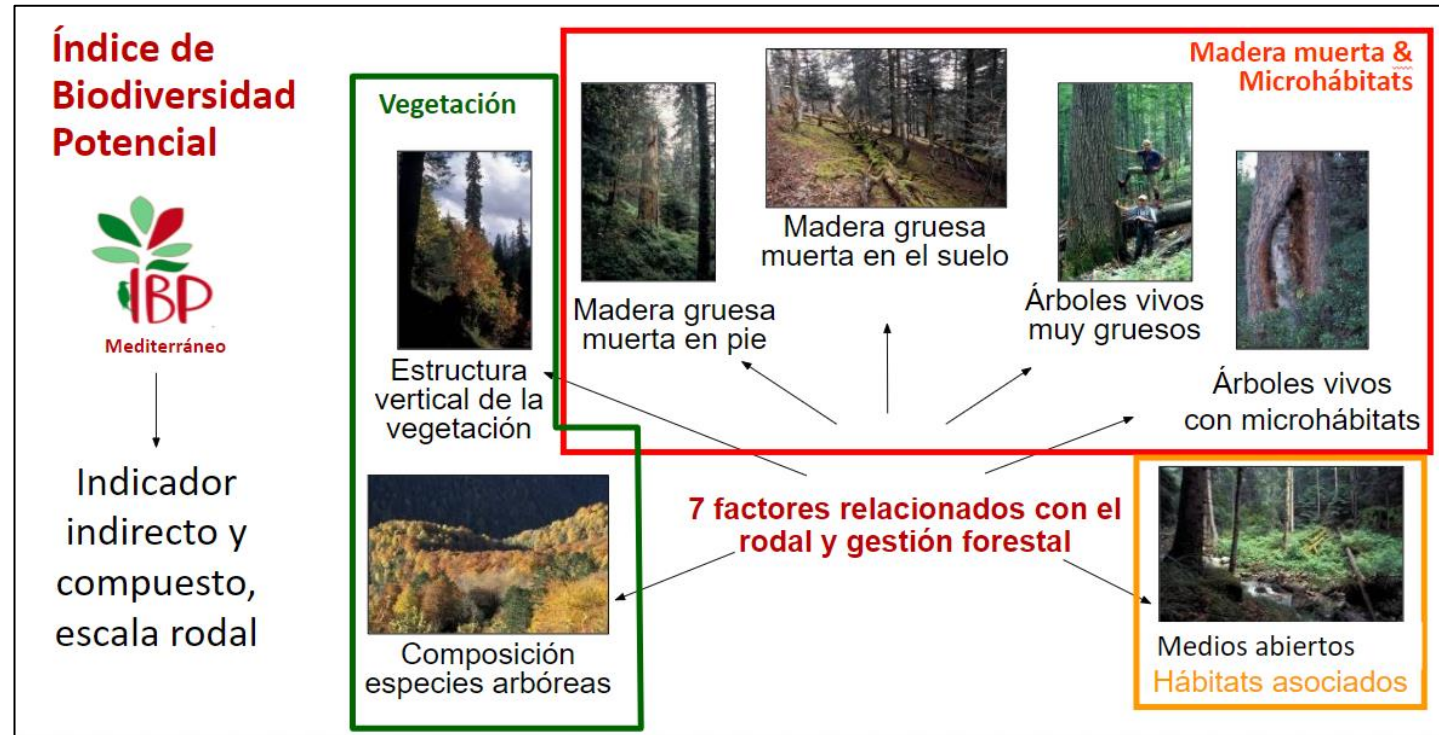 Índice de
Biodiversidad
Potencial
IBP
Mediterráneo
Indicador
indirecto y
compuesto,
escala rodal
Vegetación
Estructura
vertical de la
vegetación
Composición
especies arbóreas
Madera muerta &
Microhábitats
Madera gruesa
muerta en pie
Madera gruesa
muerta en el suelo
Árboles vivos
muy gruesos
Árboles vivos
con microhábitats
7 factores relacionados con el
rodal y gestión forestal
Medios abiertos
Hábitats asociados